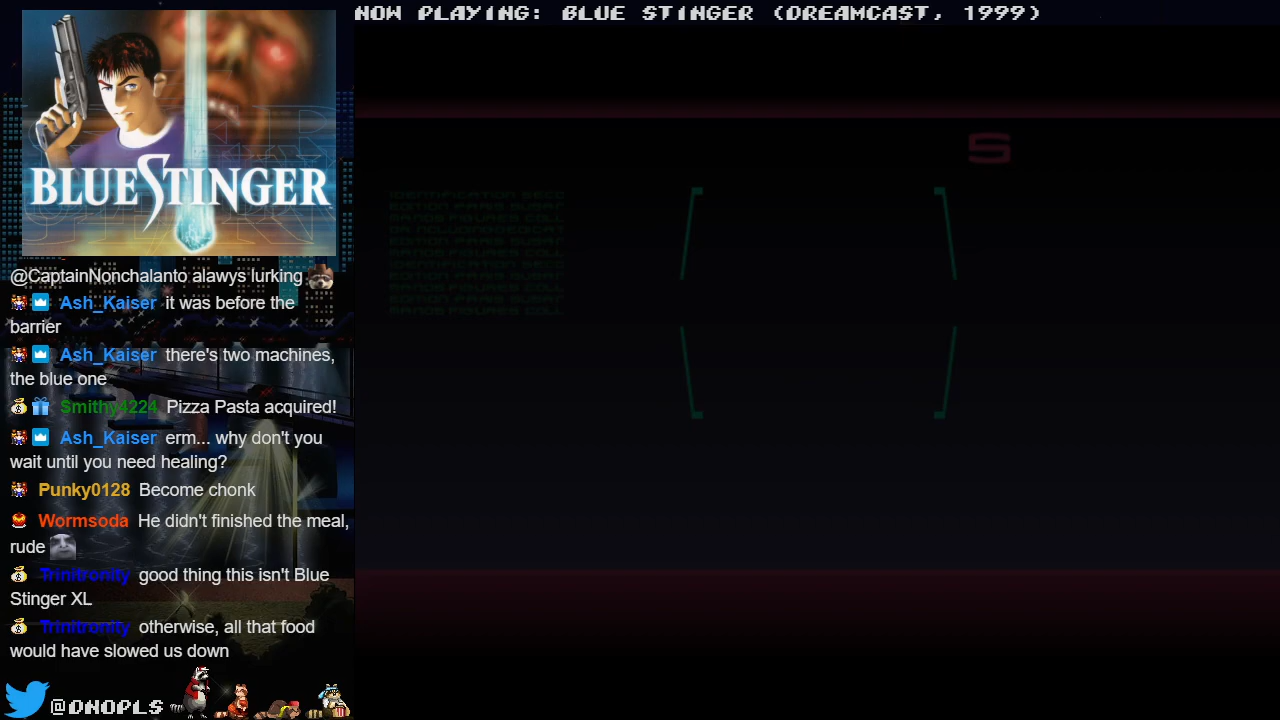 NOW PLAYING: BLUE STINGER (DREAMCAST, 1999)
BLUE STINGER
S
@CaptainNonchalanto alawys lurking
Ash_Kaiser it was before the
barrier
Ash_Kaiser there's two machines,
the blue one
Smithy4224 Pizza Pasta acquired!
Ash_Kaiser erm... why don't you
wait until you need healing?
Punky0128 Become chonk
Wormsoda He didn't finished the meal,
rude
Trinitronity good thing this isn't Blue
Stinger XL
Trinitronity otherwise, all that food
would have slowed us down
@DNOPLS